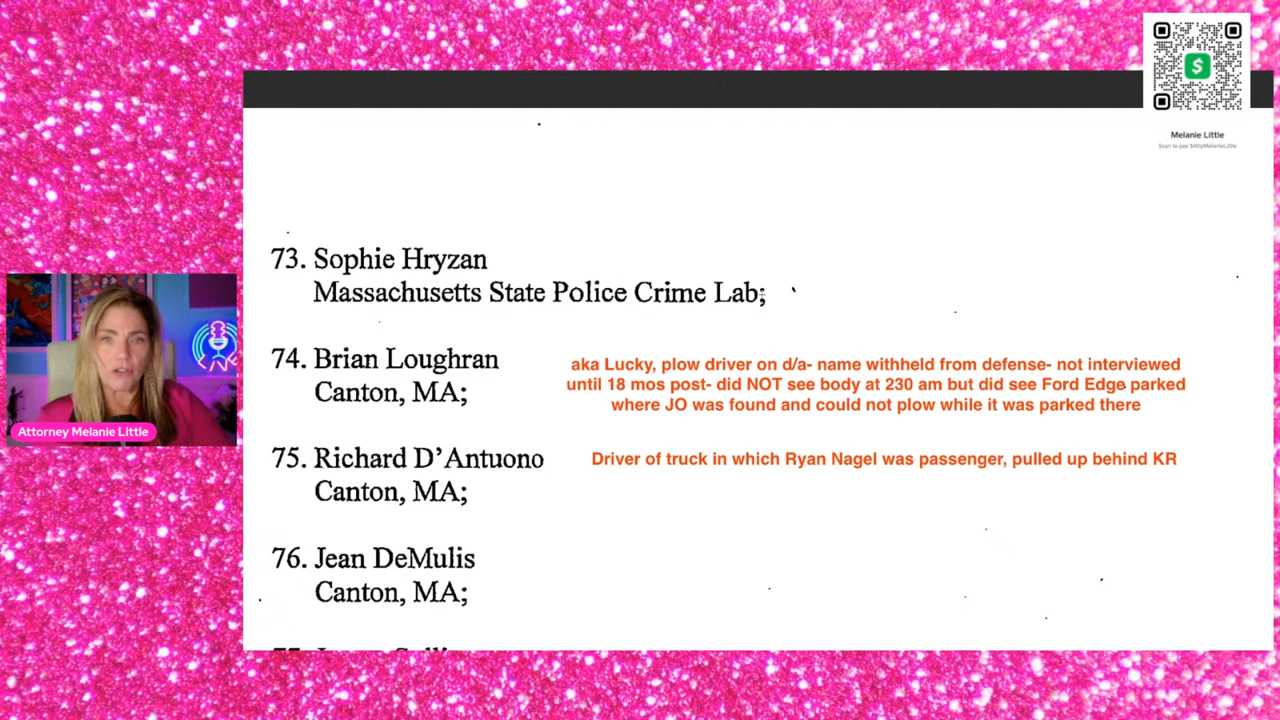 Melanie Little
Scan to pay $AttyMelanieLittle
73. Sophie Hryzan
Massachusetts State Police Crime Lab;
74. Brian Loughran
Canton, MA;
aka Lucky, plow driver on d/a- name withheld from defense- not interviewed
until 18 mos post- did NOT see body at 230 am but did see Ford Edge parked
where JO was found and could not plow while it was parked there
Attorney Melanie Little
75. Richard D’Antuono
Canton, MA;
Driver of truck in which Ryan Nagel was passenger, pulled up behind KR
76. Jean DeMulis
Canton, MA;